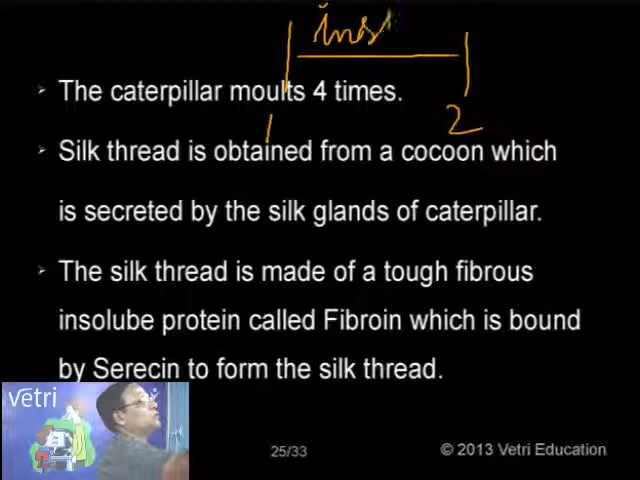 ins
The caterpillar moults 4 times.
1 2
Silk thread is obtained from a cocoon which
is secreted by the silk glands of caterpillar.
The silk thread is made of a tough fibrous
insolube protein called Fibroin which is bound
by Serecin to form the silk thread.
vetri
25/33
© 2013 Vetri Education